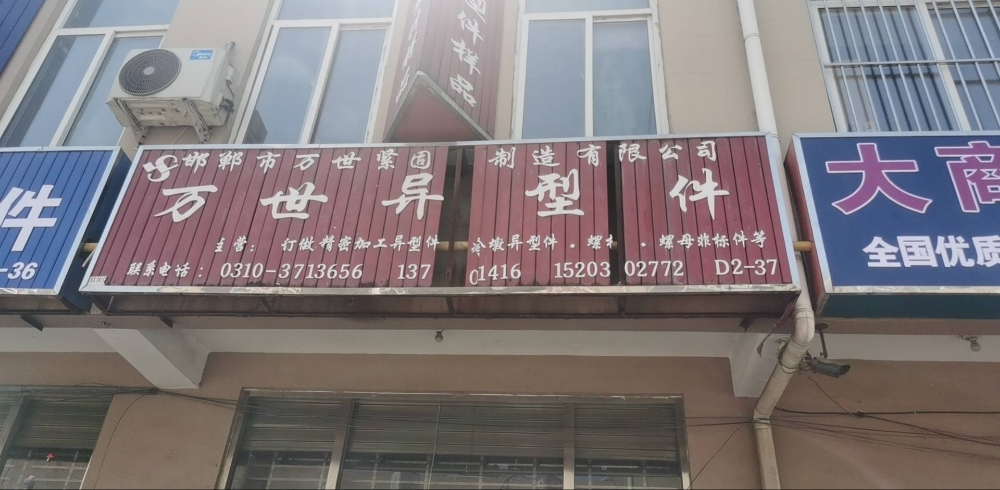 型件样品
邯郸市万世紧固 制造有限公司
万世异型件
主营： 打做精密加工异型件 冷墩异型件．螺 ．螺母非标件等
联系电话：0310-3713656 137 1416 15203 02772 D2-37
件
-36
大商
全国优质